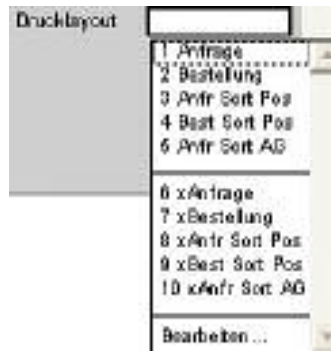 Drucklayout
1 Anfrage
2 Bestellung
3 Anfr Sort Pos
4 Best Sort Pos
5 Anfr Sort AG
6 xAnfrage
7 xBestellung
8 xAnfr Sort Pos
9 xBest Sort Pos
10 xAnfr Sort AG
Bearbeiten ...